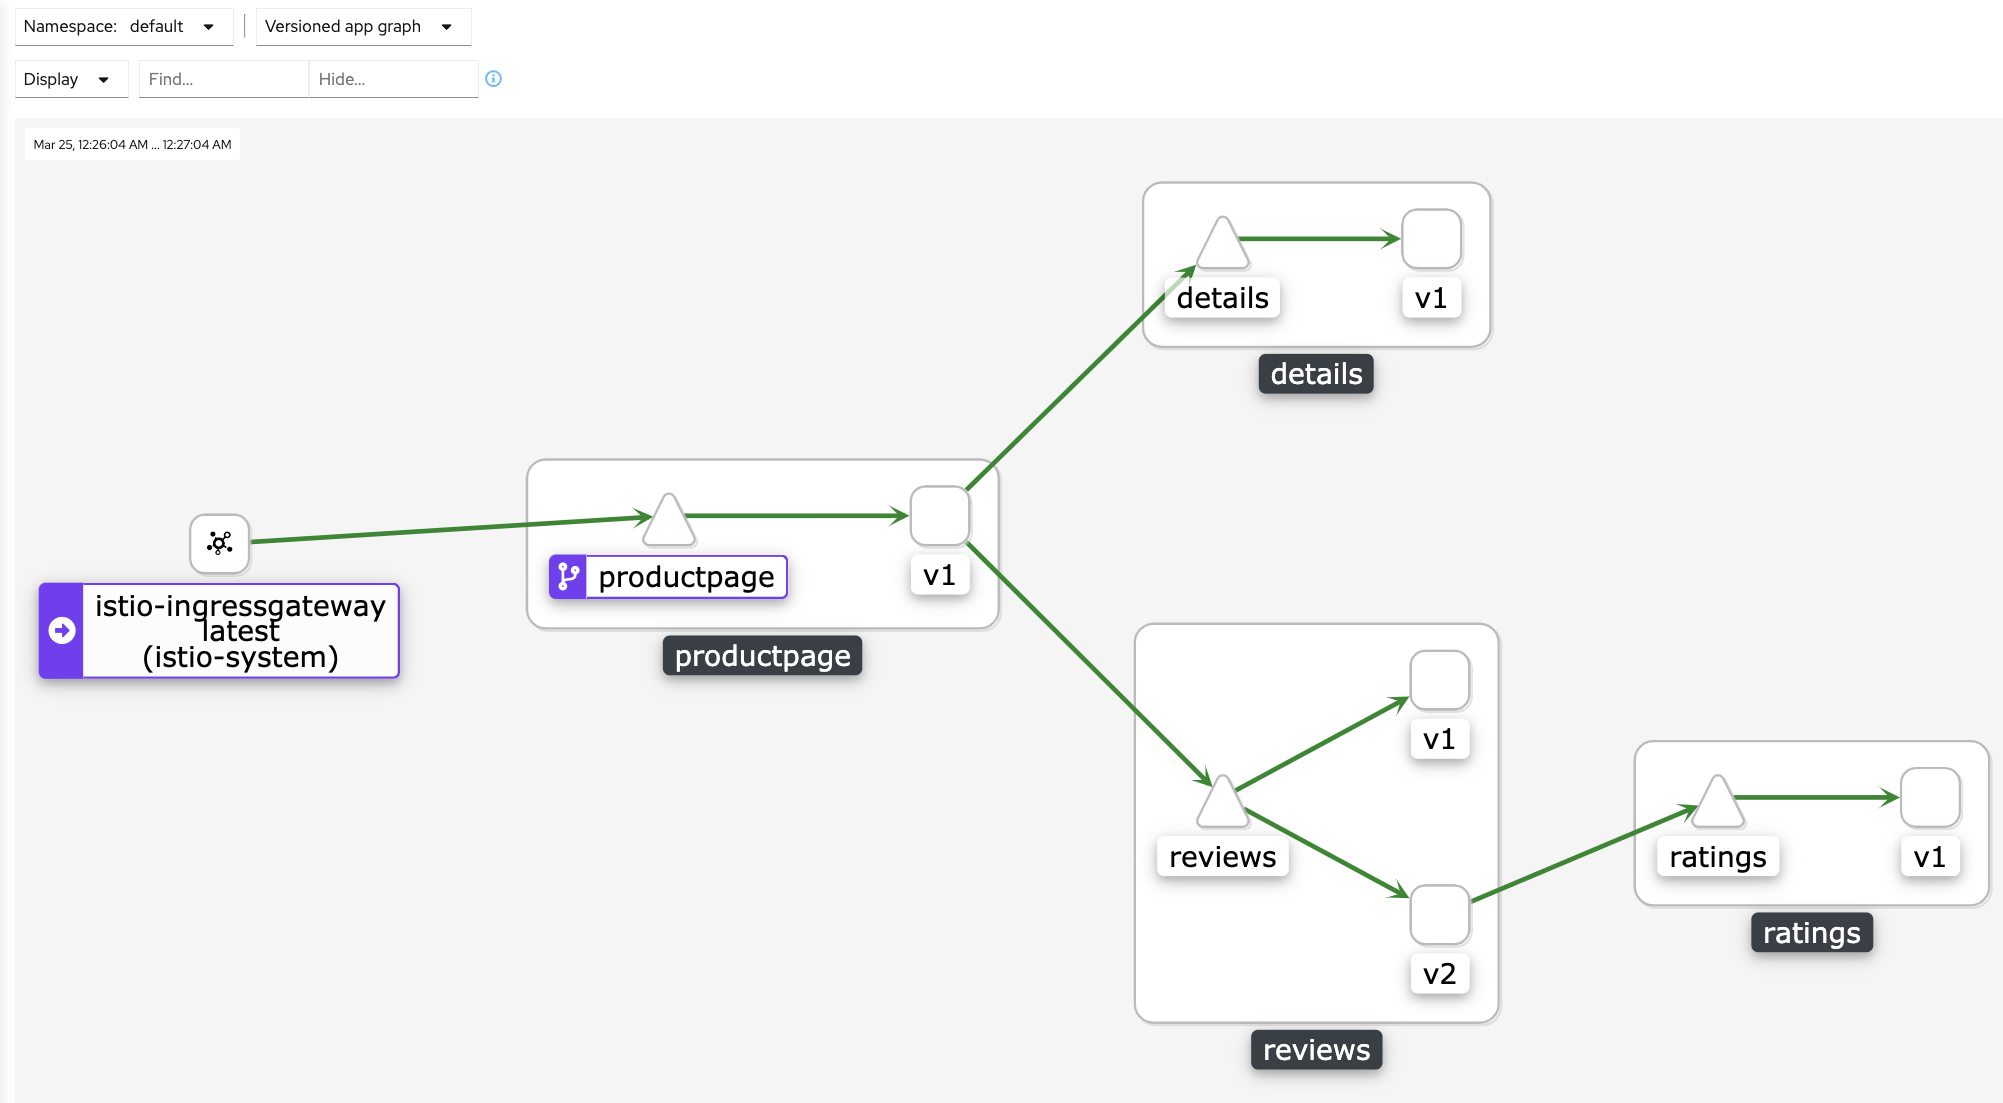 Namespace: default
Versioned app graph
Display
Find...
Hide...
Mar 25, 12:26:04 AM ... 12:27:04 AM
details
v1
details
istio-ingressgateway
latest
(istio-system)
productpage
v1
productpage
reviews
v1
v2
reviews
ratings
v1
ratings